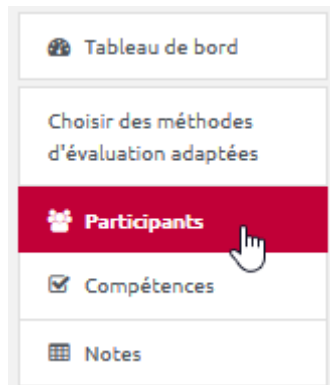 Tableau de bord
Choisir des méthodes
d'évaluation adaptées
Participants
Compétences
Notes